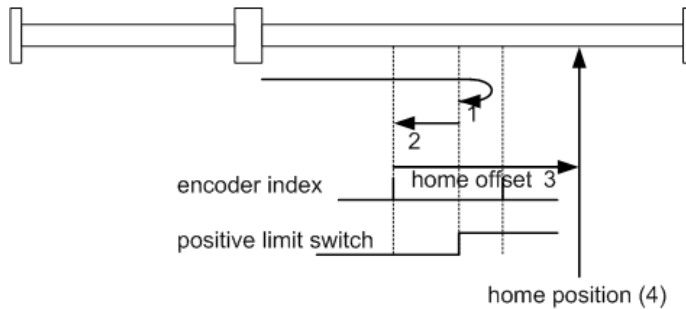 1
2
home offset 3
encoder index
positive limit switch
home position (4)